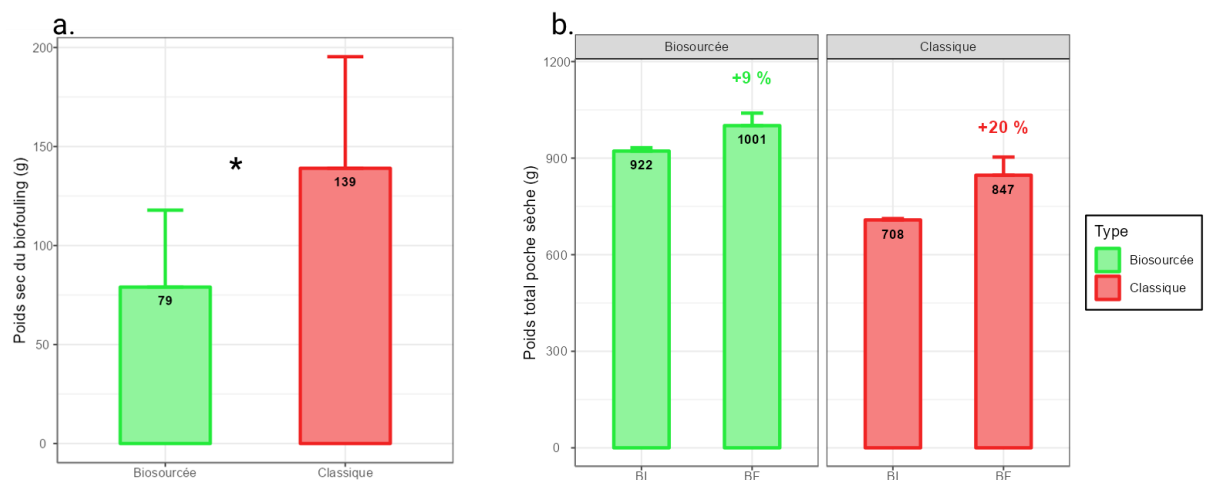 a.
Poids sec du biofouling (g)
200
150
100
50
0
*
79
139
Biosourcée
Classique
b.
Poids total poche sèche (g)
1200
900
600
300
0
Biosourcée
Classique
+9 %
922
1001
+20 %
708
847
Type
Biosourcée
Classique